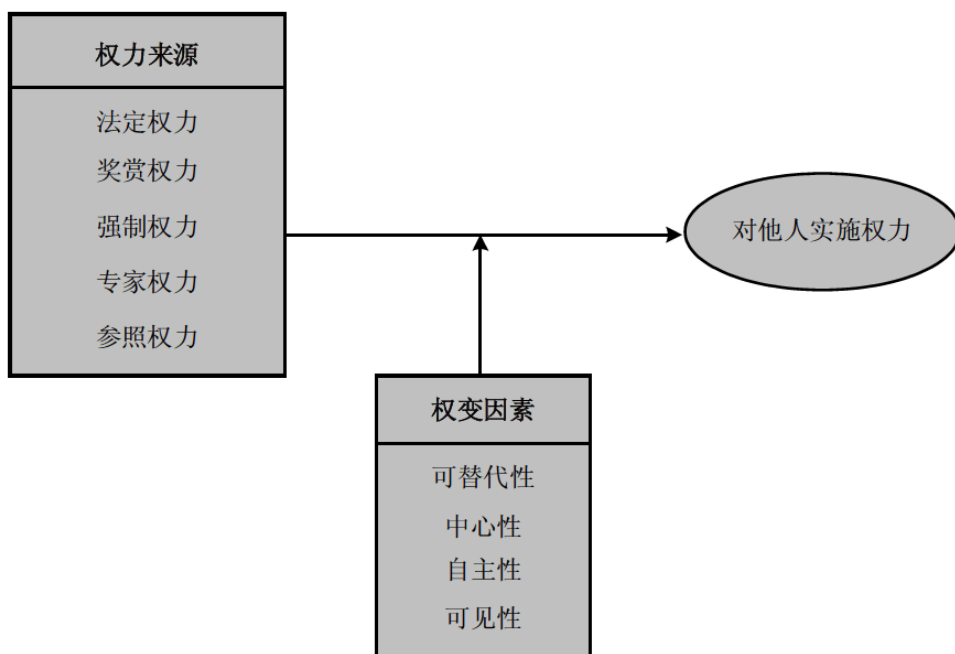 权力来源
法定权力
奖赏权力
强制权力
专家权力
参照权力
对他人实施权力
权变因素
可替代性
中心性
自主性
可见性